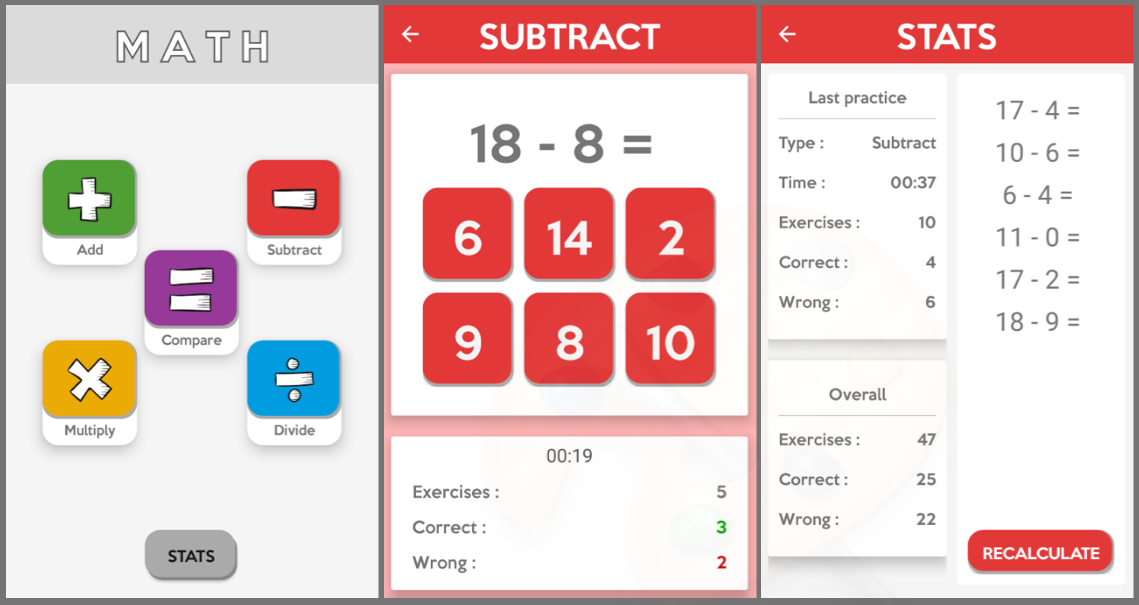 MATH
Add
Subtract
Compare
Multiply
Divide
STATS
SUBTRACT
18 - 8 =
6 14 2
9 8 10
00:19
Exercises : 5
Correct : 3
Wrong : 2
STATS
Last practice
Type : Subtract
Time : 00:37
Exercises : 10
Correct : 4
Wrong : 6
Overall
Exercises : 47
Correct : 25
Wrong : 22
17 - 4 =
10 - 6 =
6 - 4 =
11 - 0 =
17 - 2 =
18 - 9 =
RECALCULATE